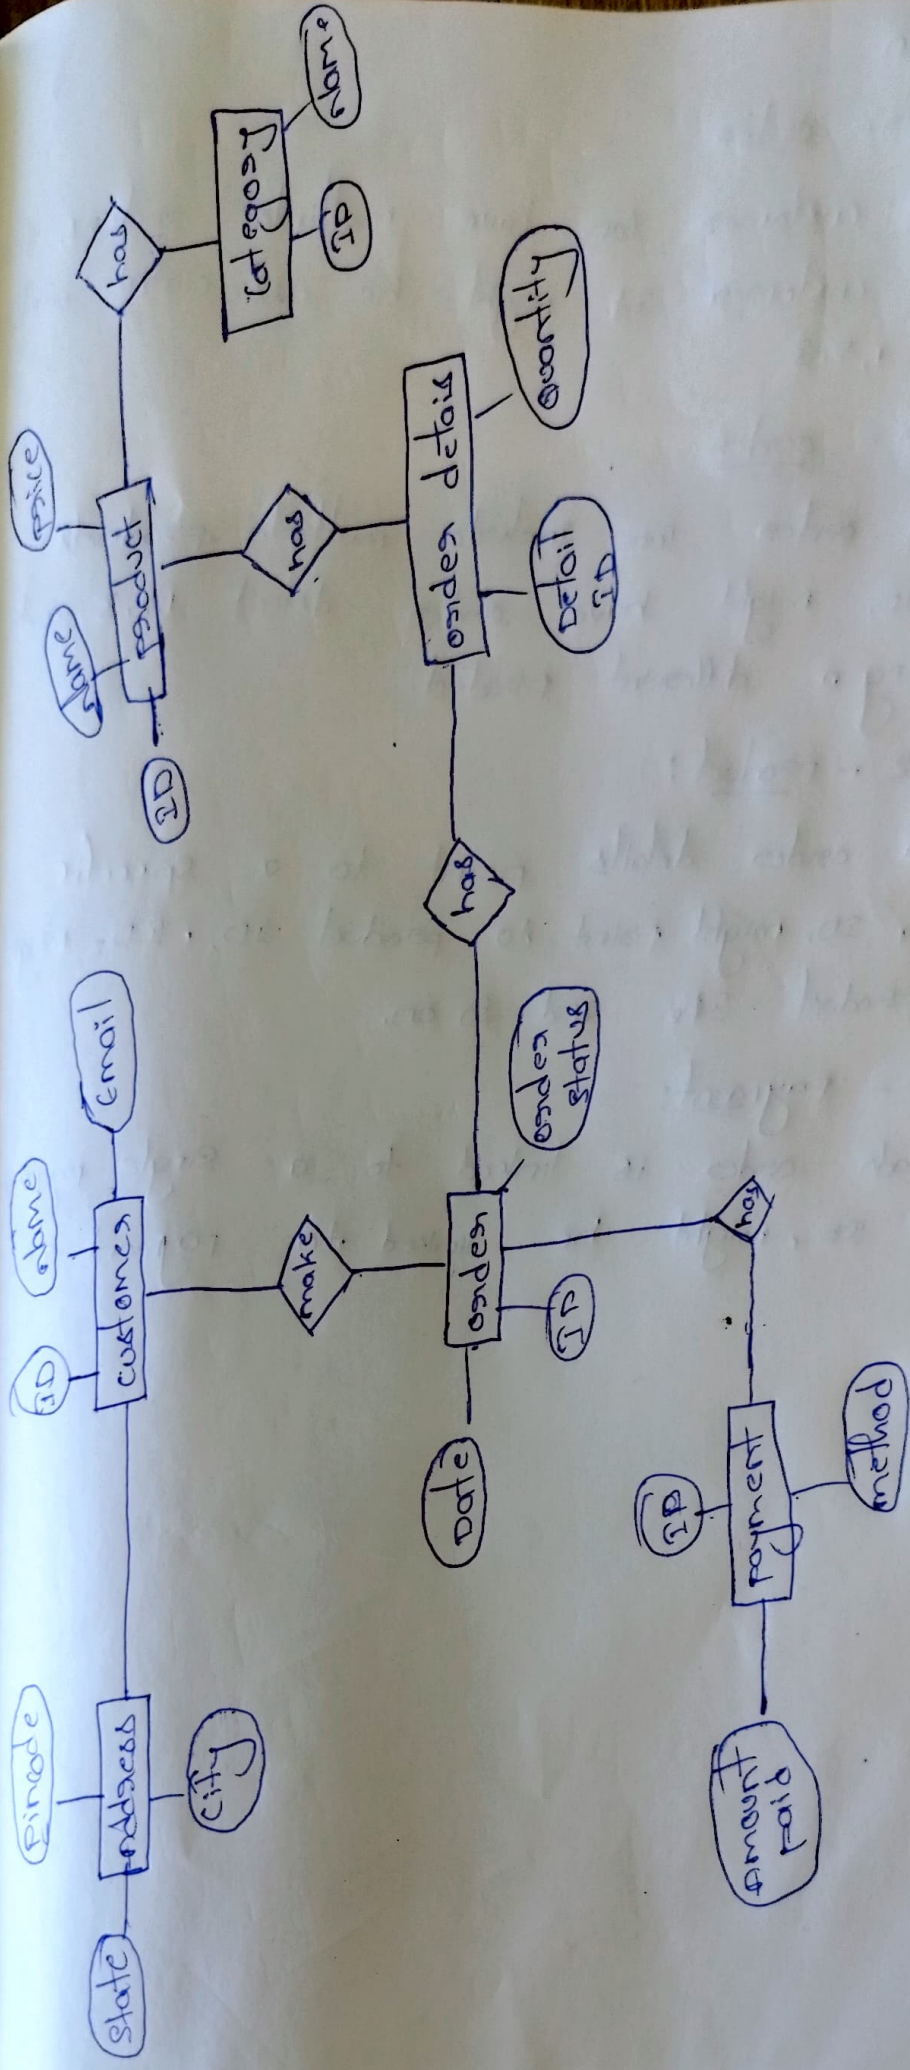 Pincode
ID
Name
Price
Name
State
Address
customer
Email
product
has
ID
City
Category
make
has
Name
ID
Date
order
has
order detais
order
status
Quantity
ID
Detail
ID
ID
has
Amount
paid
payment
method